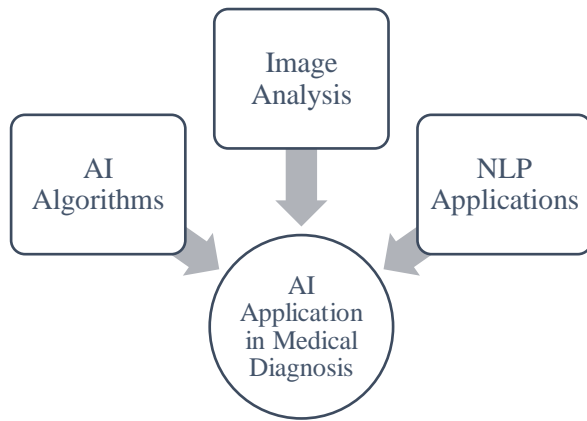 Image
Analysis
AI
Algorithms
NLP
Applications
AI
Application
in Medical
Diagnosis